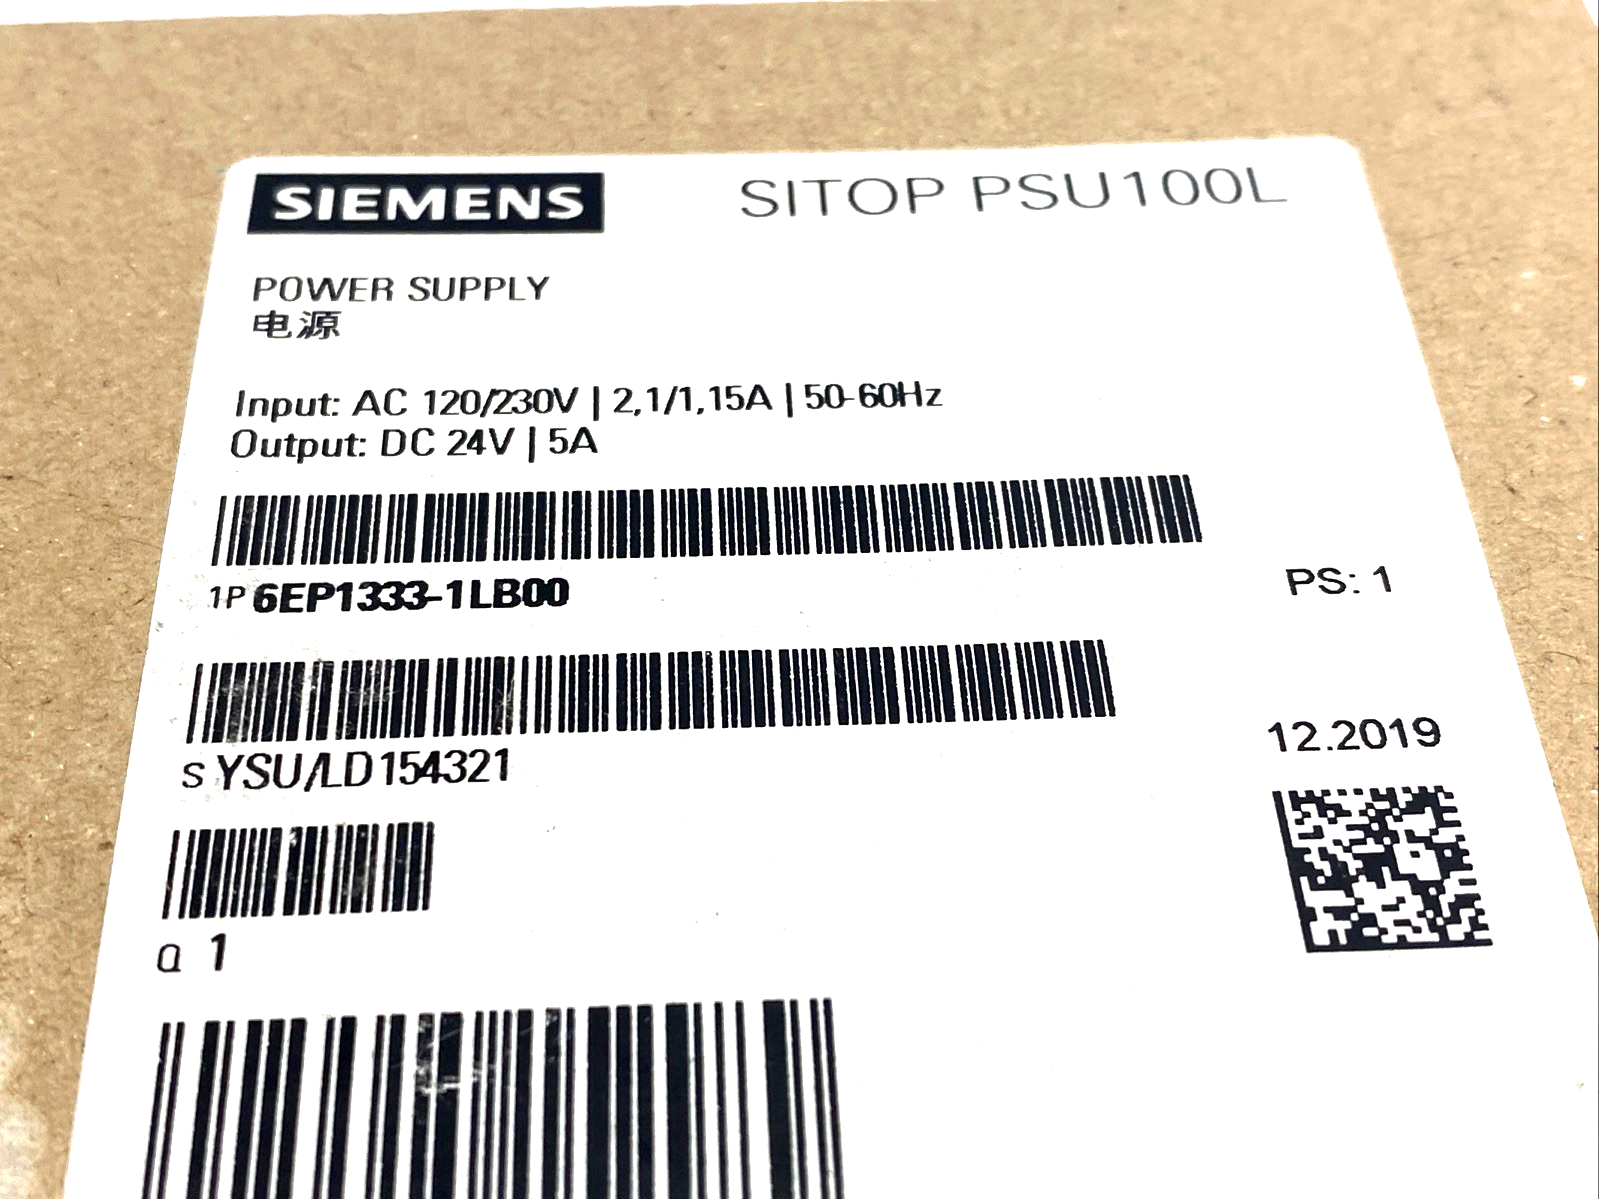 SIEMENS SITOP PSU100L
POWER SUPPLY
电源
Input: AC 120/230V | 2,1/1,15A | 50-60Hz
Output: DC 24V | 5A
1P 6EP1333-1LB00
PS: 1
S YSU/LD154321
12.2019
Q 1